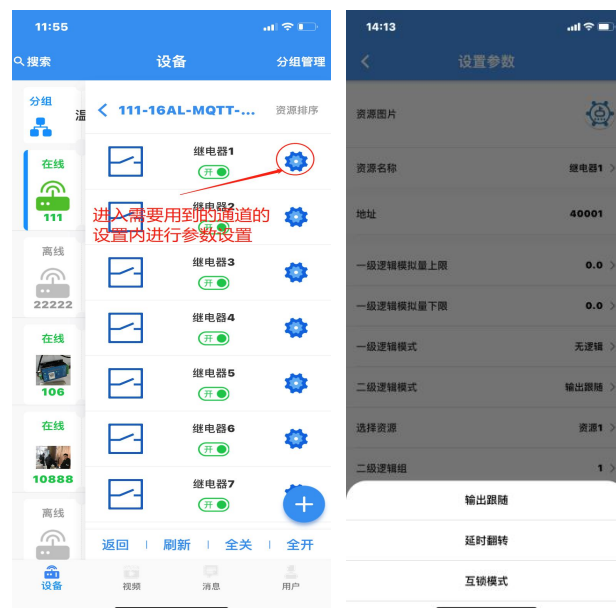 11:55
搜索
设备
分组管理
分组
温
111-16AL-MQTT-...
资源排序
在线
111
离线
22222
在线
106
在线
10888
离线
继电器1
开
继电器2
进入需要用到的通道的
设置内进行参数设置
继电器3
开
继电器4
开
继电器5
开
继电器6
开
继电器7
开
返回
刷新
全关
全开
设备
视频
消息
用户
14:13
设置参数
资源图片
资源名称 继电器1
地址 40001
一级逻辑模拟量上限 0.0
一级逻辑模拟量下限 0.0
一级逻辑模式 无逻辑
二级逻辑模式 输出跟随
选择资源 资源1
二级逻辑组 1
输出跟随
延时翻转
互锁模式